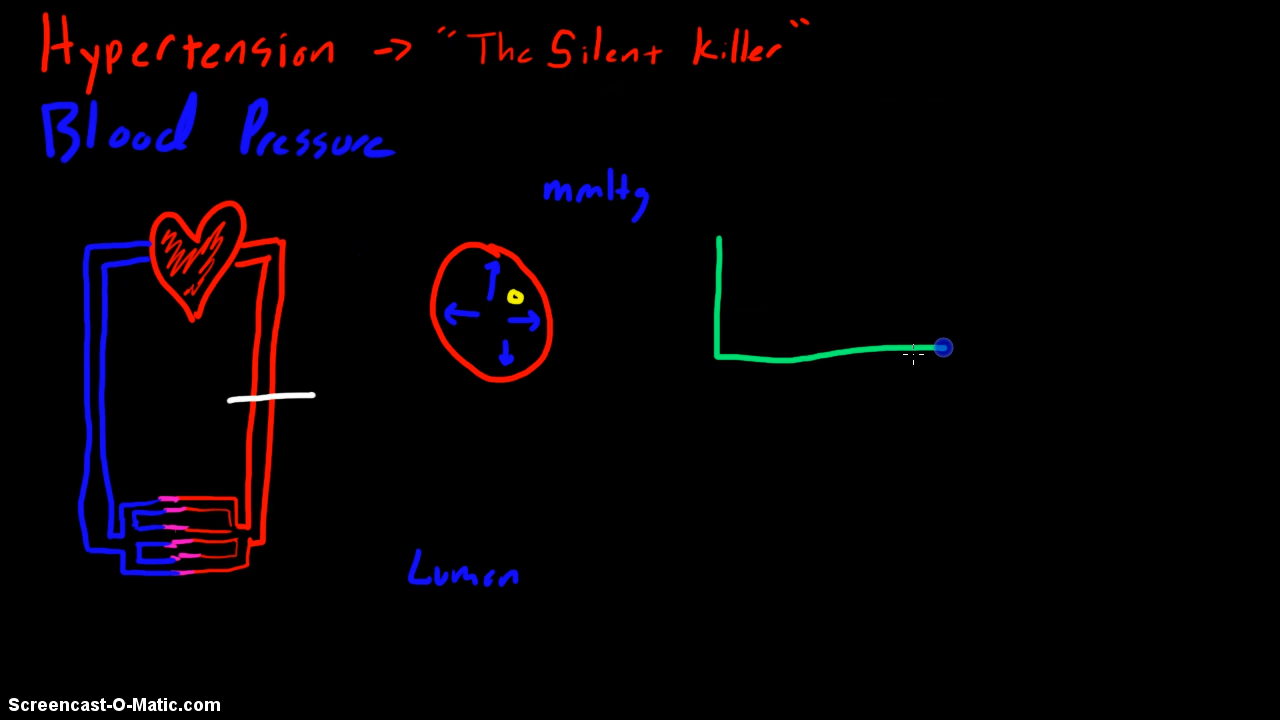 Hypertension -> "The Silent Killer"
Blood Pressure
mmHg
Lumen
Screencast-O-Matic.com